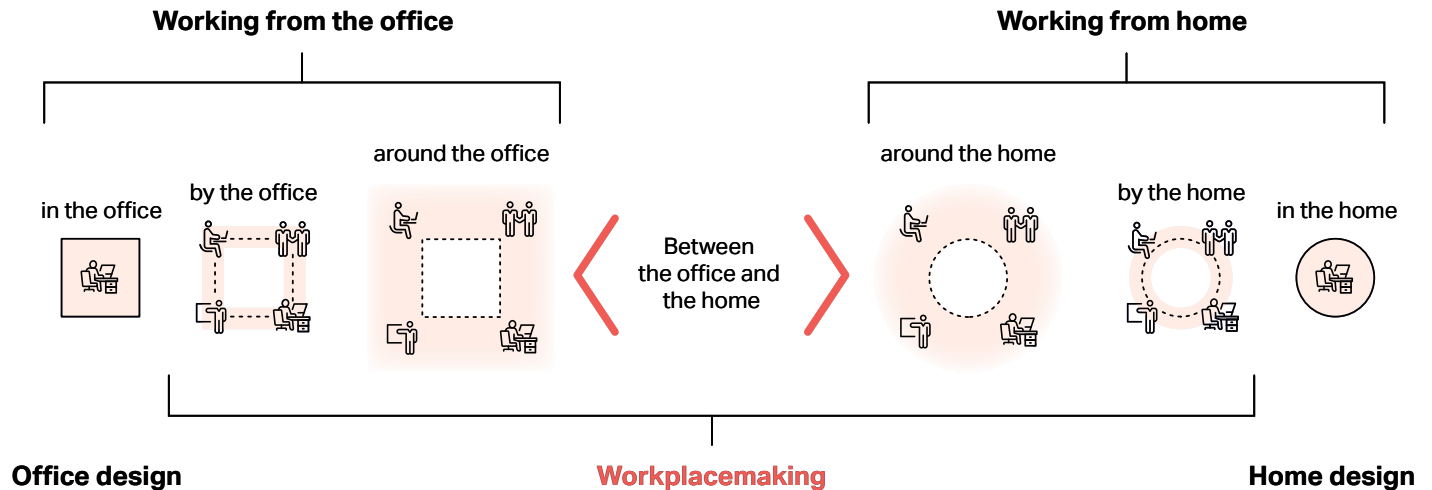 Working from the office
Working from home
around the office
around the home
by the office
by the home
in the office
in the home
Between
the office and
the home
Office design
Workplacemaking
Home design